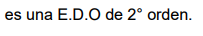 es una E.D.O de 2° orden.